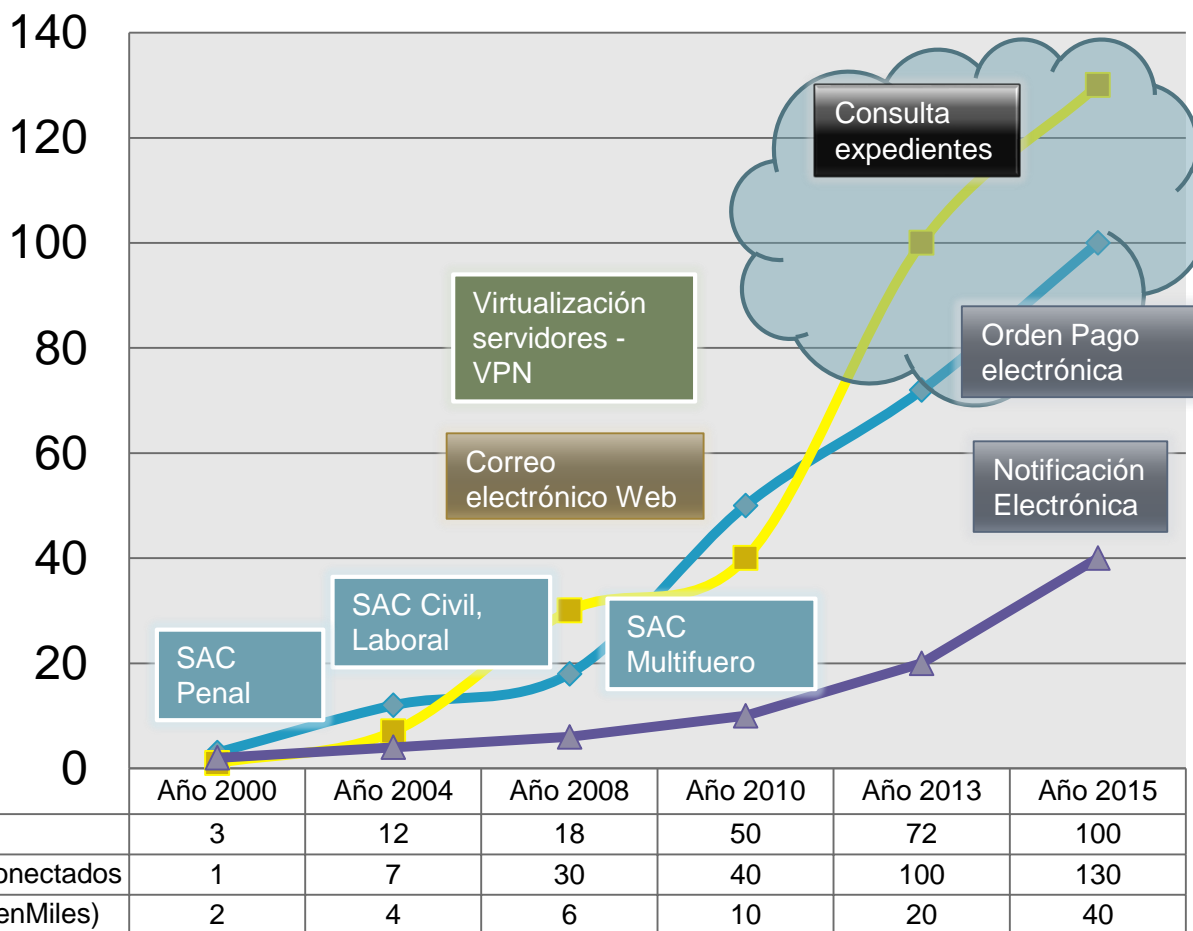 140
120
100
80
60
40
20
0
Consulta
expedientes
Virtualización
servidores -
VPN
Orden Pago
electrónica
Correo
electrónico Web
Notificación
Electrónica
SAC Civil,
Laboral
SAC
Multifuero
SAC
Penal
Año 2000 Año 2004 Año 2008 Año 2010 Año 2013 Año 2015
3 12 18 50 72 100
onectados 1 7 30 40 100 130
enMiles) 2 4 6 10 20 40